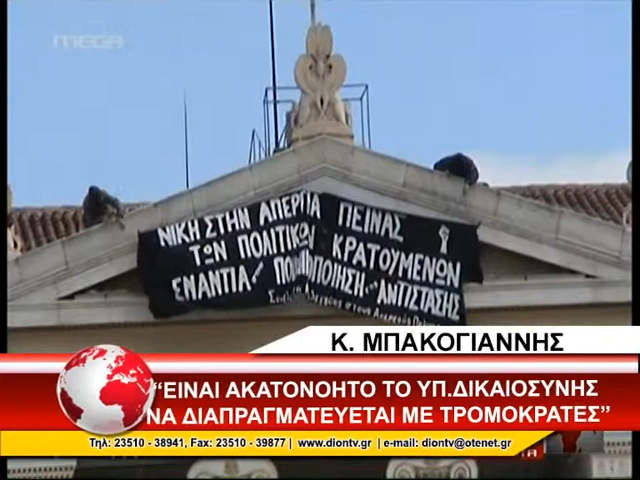 MEGA
ΝΙΚΗ ΣΤΗΝ ΑΠΕΡΓΙΑ ΠΕΙΝΑΣ
ΤΩΝ ΠΟΛΙΤΙΚΩΝ ΚΡΑΤΟΥΜΕΝΩΝ
ΕΝΑΝΤΙΑ ΠΟΙΝΙΚΟΠΟΙΗΣΗ ΑΝΤΙΣΤΑΣΗΣ
Κ. ΜΠΑΚΟΓΙΑΝΝΗΣ
“ΕΙΝΑΙ ΑΚΑΤΟΝΟΗΤΟ ΤΟ ΥΠ.ΔΙΚΑΙΟΣΥΝΗΣ
ΝΑ ΔΙΑΠΡΑΓΜΑΤΕΥΕΤΑΙ ΜΕ ΤΡΟΜΟΚΡΑΤΕΣ”
Τηλ: 23510 - 38941, Fax: 23510 - 39877 | www.diontv.gr | e-mail: diontv@otenet.gr